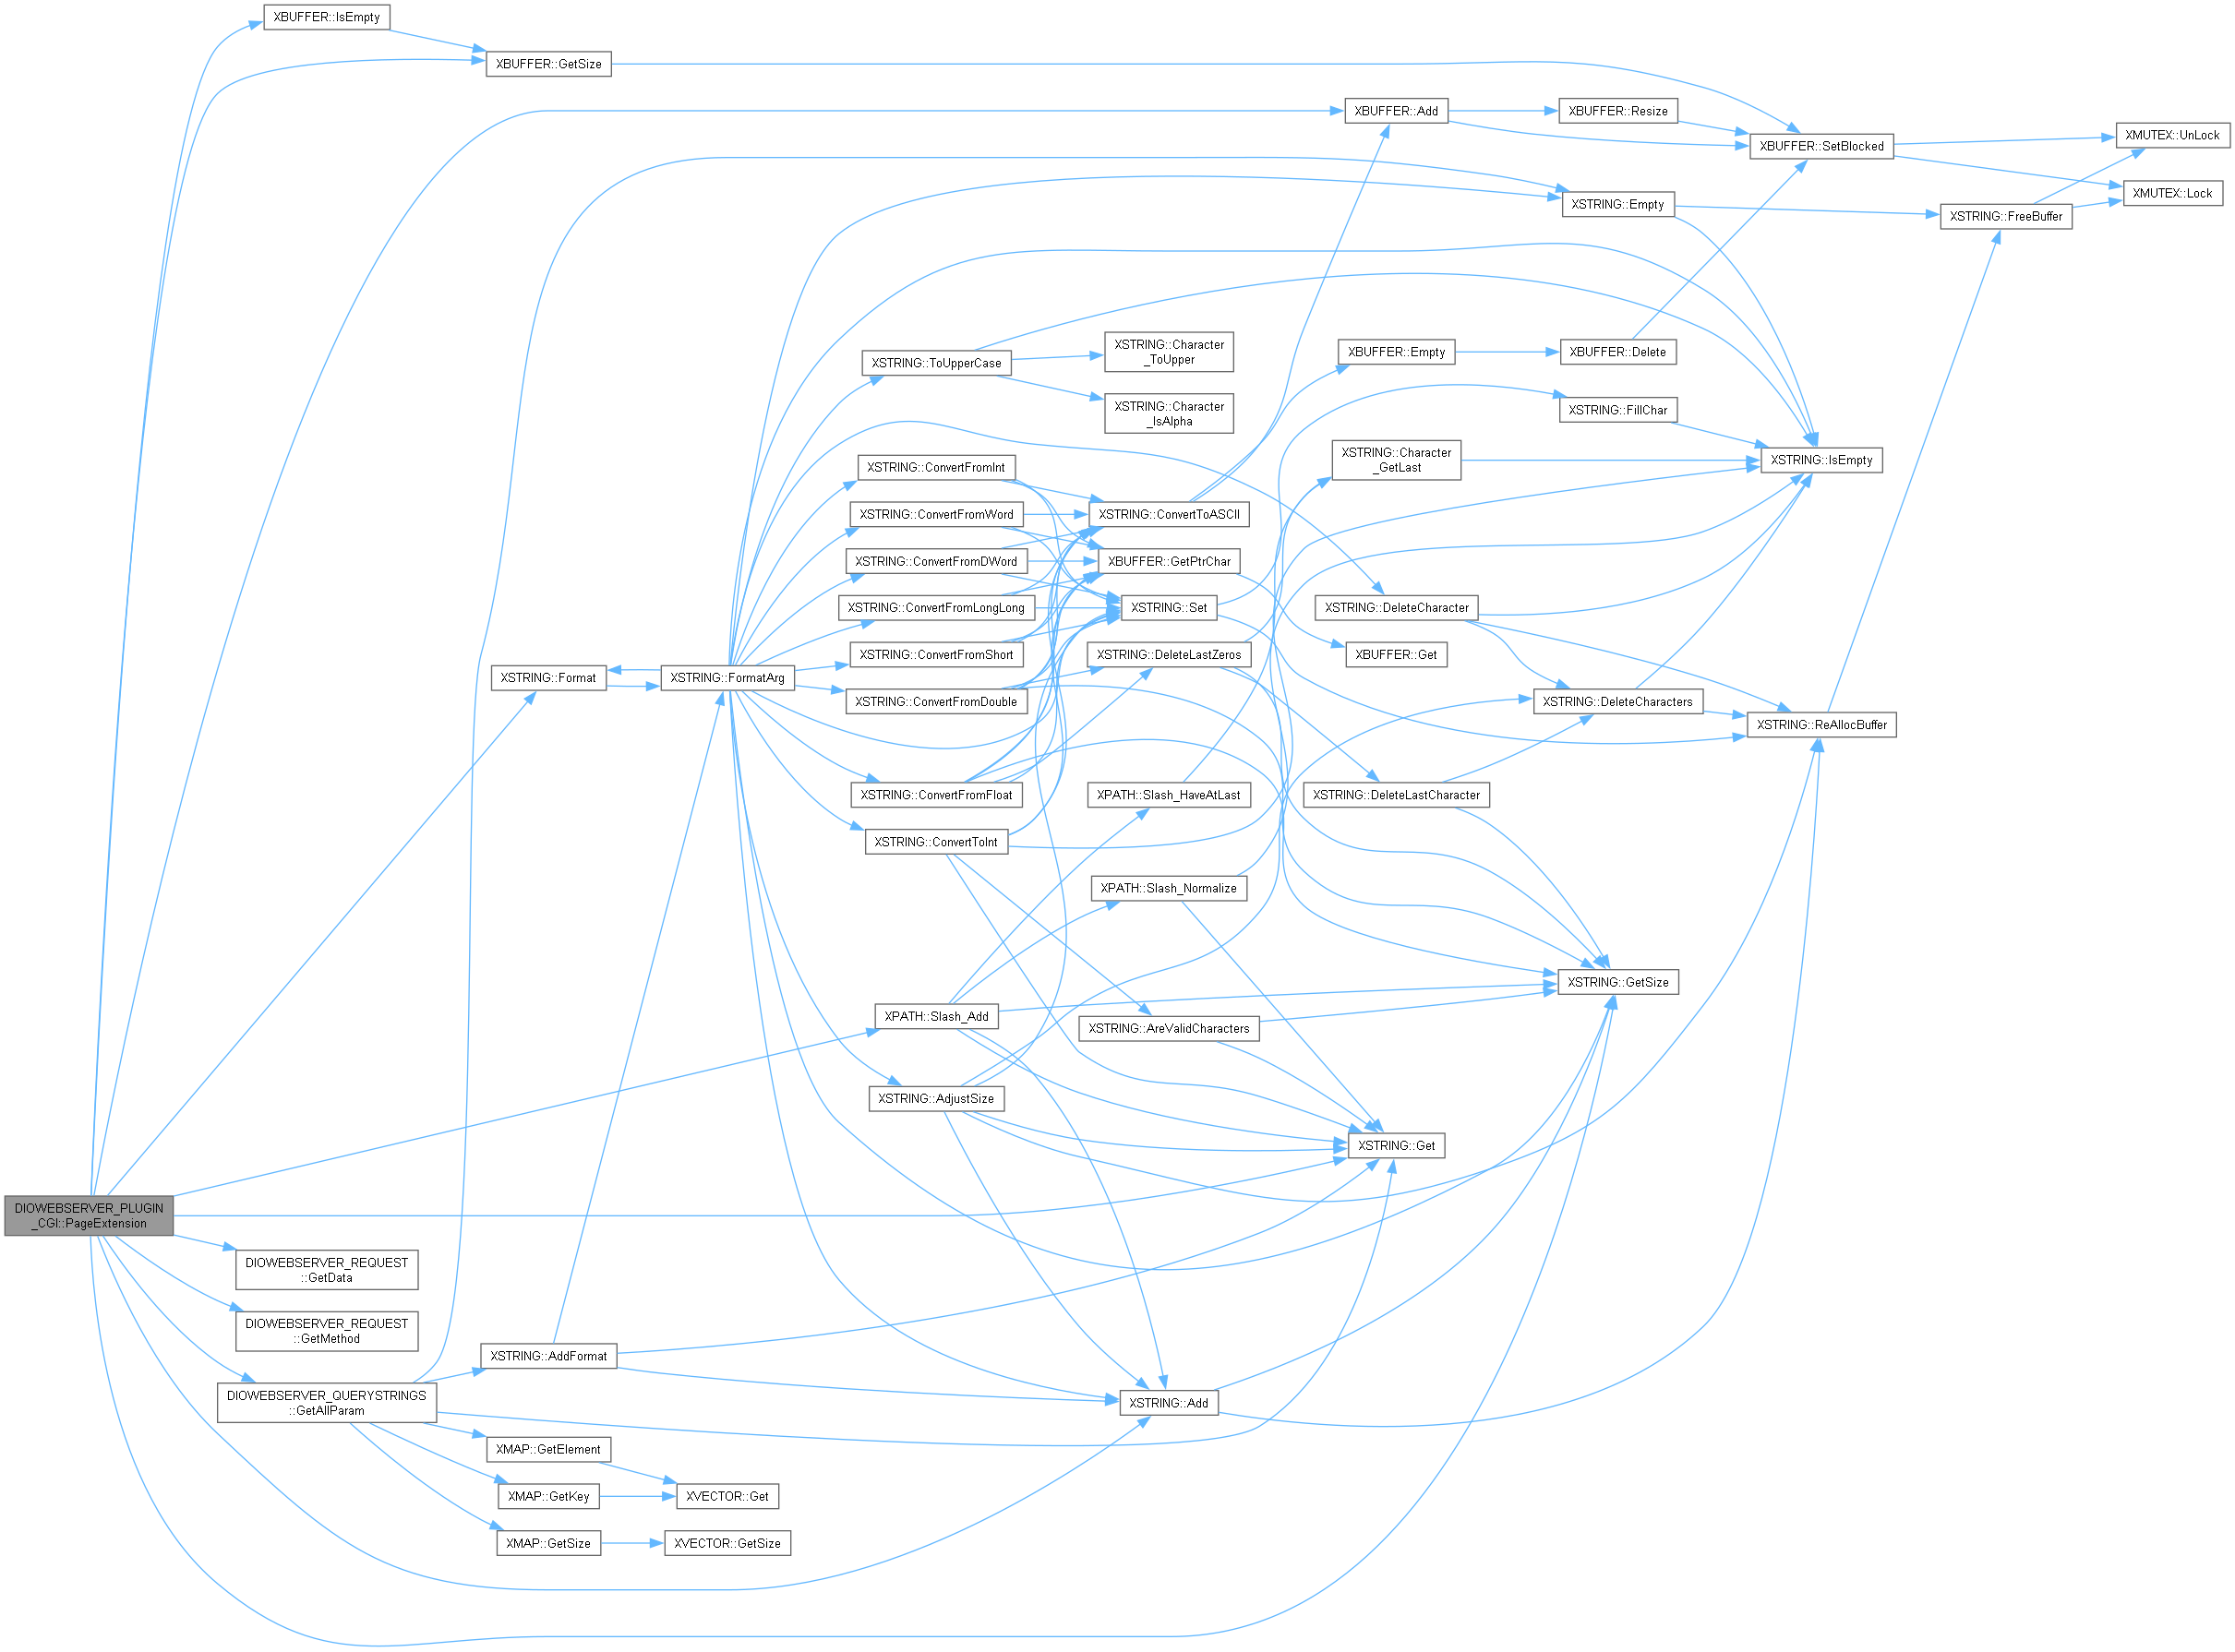 XBUFFER::IsEmpty
XBUFFER::GetSize
XBUFFER::Add
XBUFFER::Resize
XBUFFER::SetBlocked
XMUTEX::UnLock
XMUTEX::Lock
XSTRING::Empty
XSTRING::FreeBuffer
XSTRING::ToUpperCase
XSTRING::Character
_ToUpper
XSTRING::Character
_IsAlpha
XBUFFER::Empty
XBUFFER::Delete
XSTRING::FillChar
XSTRING::Character
_GetLast
XSTRING::IsEmpty
XSTRING::ConvertFromInt
XSTRING::ConvertFromWord
XSTRING::ConvertToASCII
XSTRING::ConvertFromDWord
XBUFFER::GetPtrChar
XSTRING::ConvertFromLongLong
XSTRING::Set
XSTRING::DeleteCharacter
XSTRING::ConvertFromShort
XSTRING::DeleteLastZeros
XBUFFER::Get
XSTRING::Format
XSTRING::FormatArg
XSTRING::ConvertFromDouble
XSTRING::DeleteCharacters
XSTRING::ReAllocBuffer
XSTRING::ConvertFromFloat
XPATH::Slash_HaveAtLast
XSTRING::DeleteLastCharacter
XSTRING::ConvertToInt
XPATH::Slash_Normalize
XSTRING::GetSize
XPATH::Slash_Add
XSTRING::AreValidCharacters
XSTRING::AdjustSize
XSTRING::Get
DIOWEBSERVER_PLUGIN
_CGI::PageExtension
DIOWEBSERVER_REQUEST
::GetData
DIOWEBSERVER_REQUEST
::GetMethod
XSTRING::AddFormat
DIOWEBSERVER_QUERYSTRINGS
::GetAllParam
XSTRING::Add
XMAP::GetElement
XMAP::GetKey
XVECTOR::Get
XMAP::GetSize
XVECTOR::GetSize